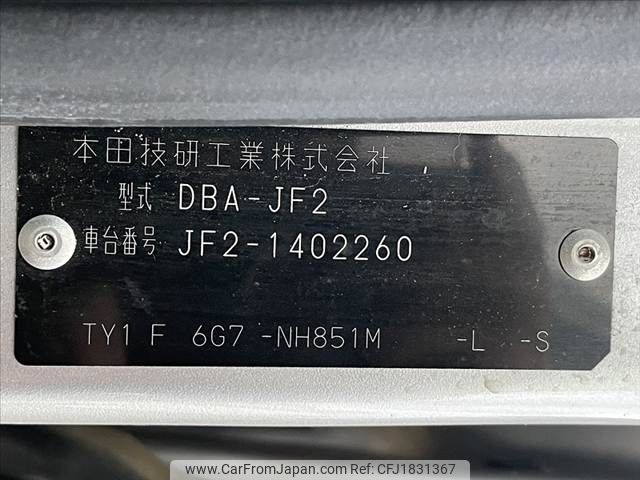 本田技研工業株式会社
型式 DBA-JF2
車台番号 JF2-1402260
TY1 F 6G7 -NH851M -L -S
www.CarFromJapan.com Ref:CFJ1831367